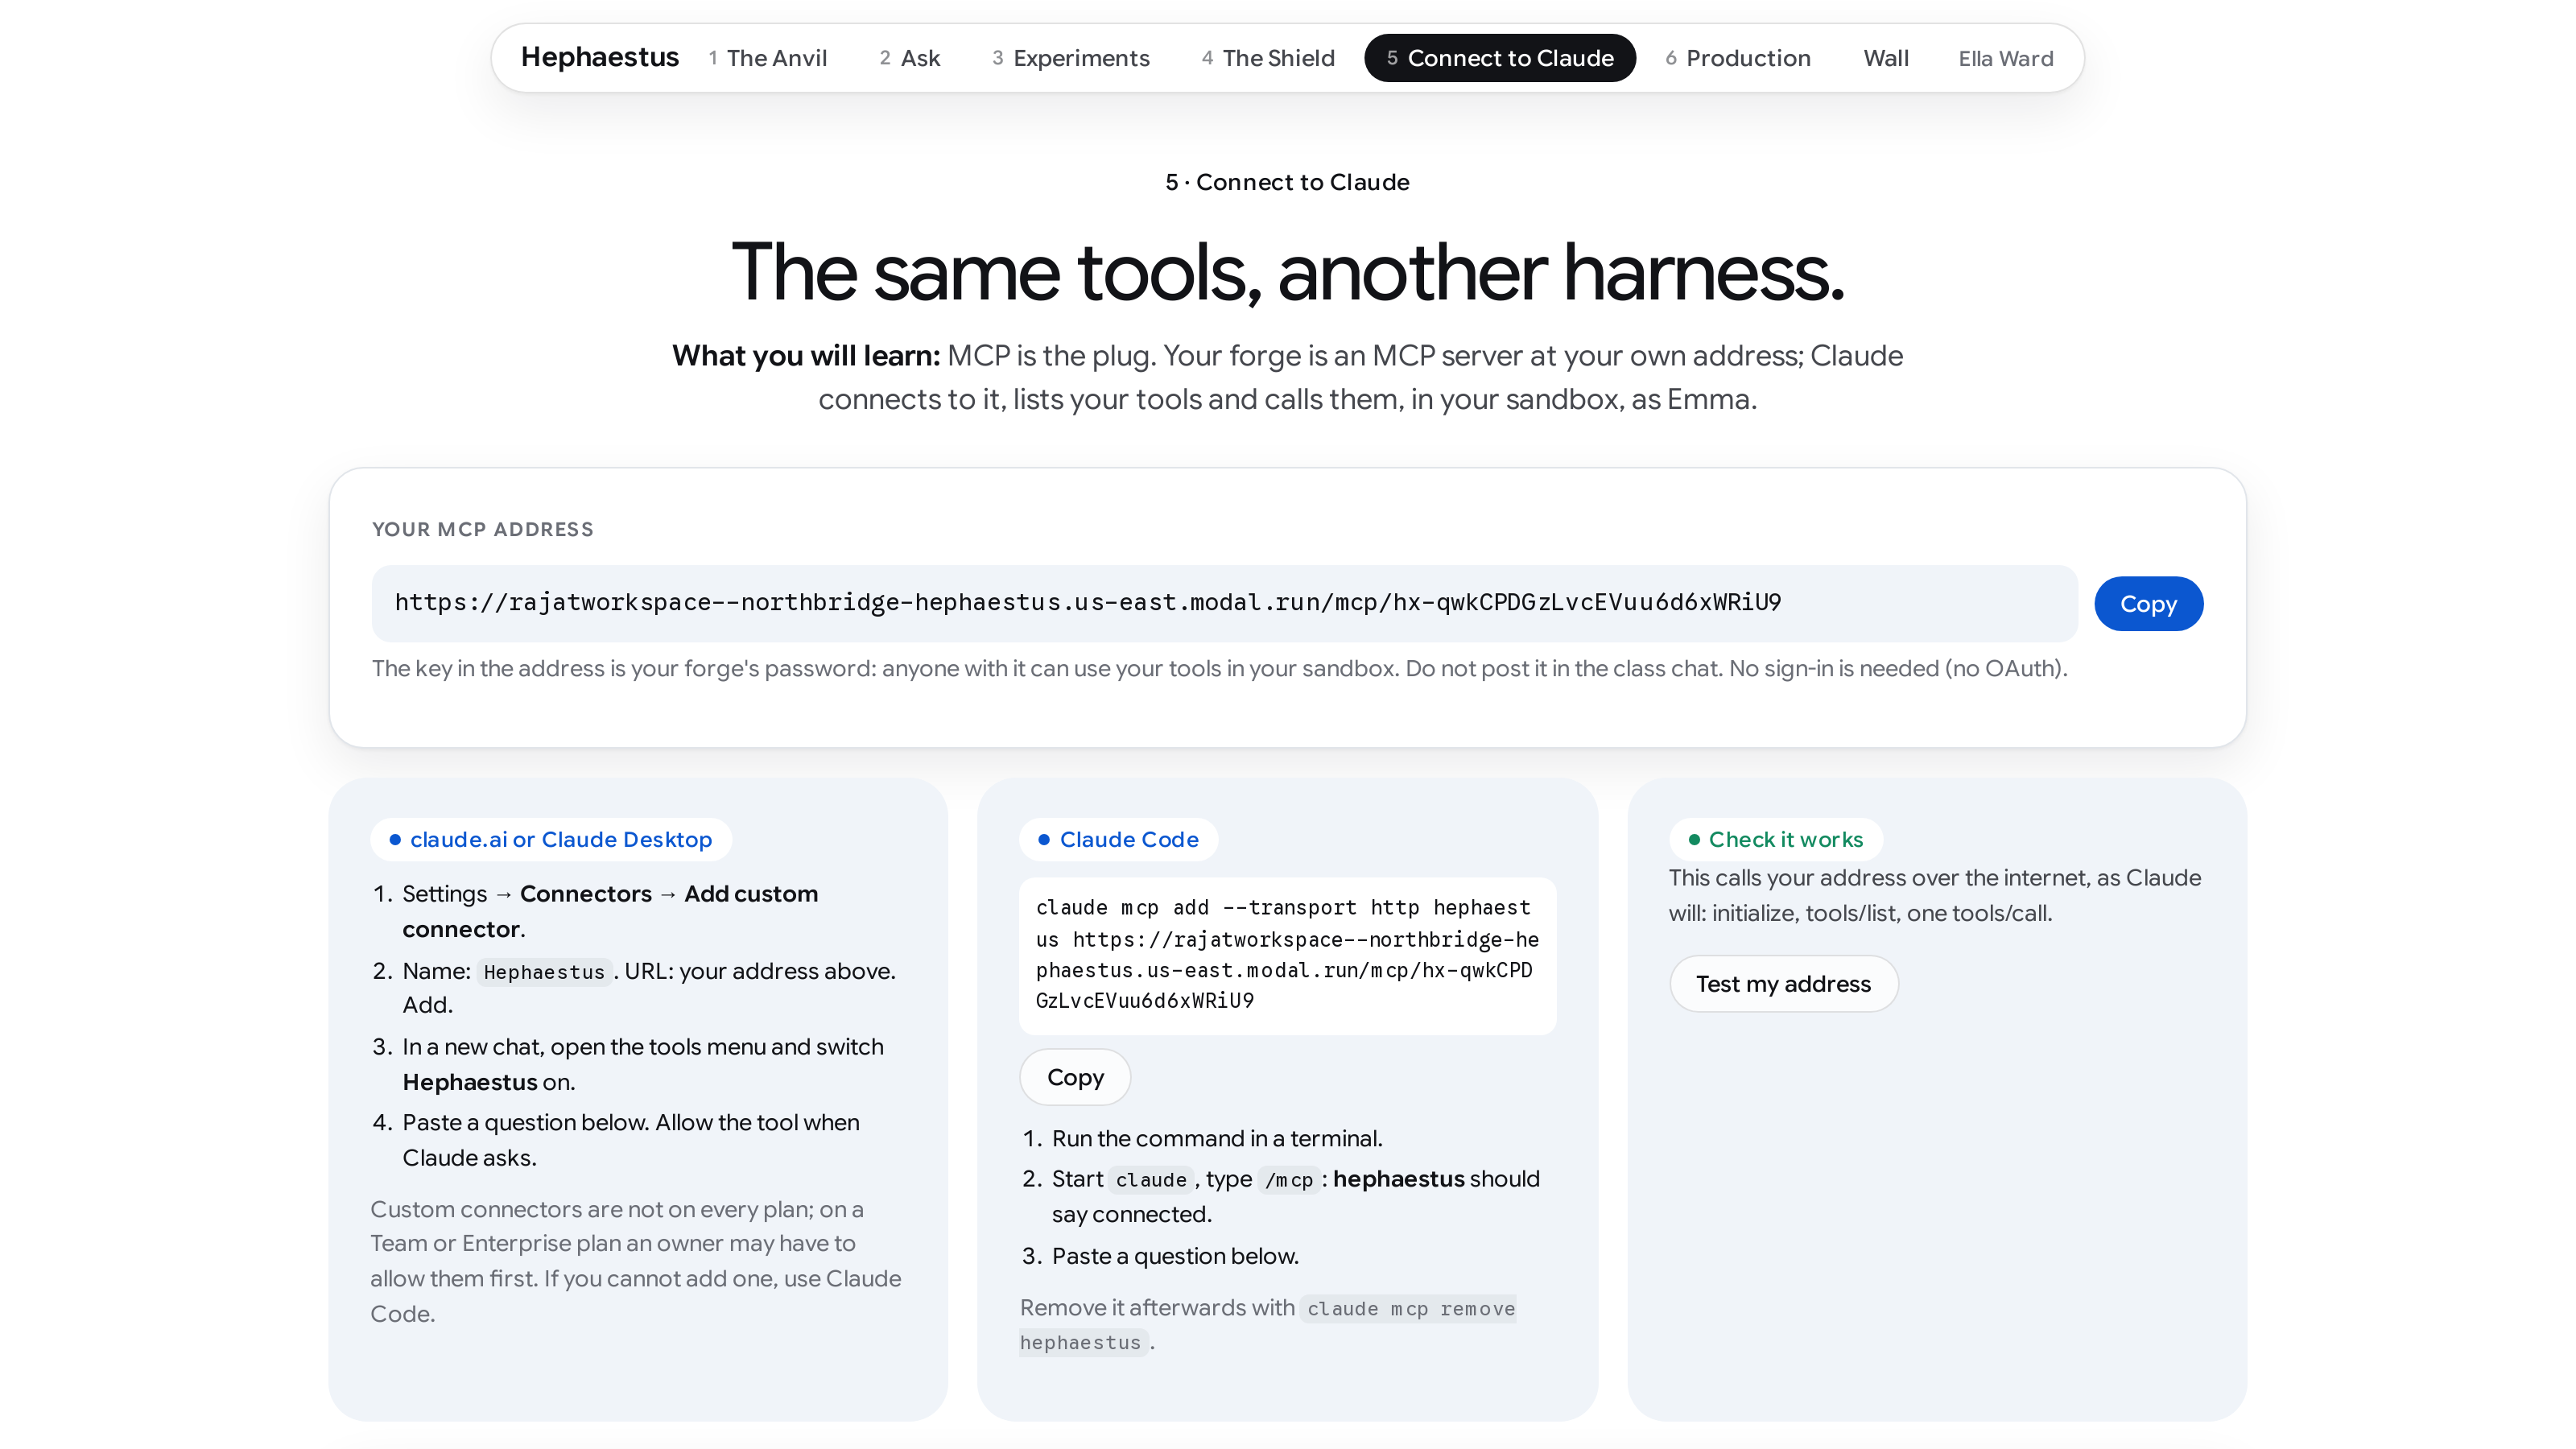 Hephaestus 1 The Anvil 2 Ask 3 Experiments 4 The Shield 5 Connect to Claude 6 Production Wall Ella Ward
5 · Connect to Claude
The same tools, another harness.
What you will learn: MCP is the plug. Your forge is an MCP server at your own address; Claude
connects to it, lists your tools and calls them, in your sandbox, as Emma.
YOUR MCP ADDRESS
https://rajatworkspace--northbridge-hephaestus.us-east.modal.run/mcp/hx-qwkCPDGzLvcEVuu6d6xWRiU9
Copy
The key in the address is your forge's password: anyone with it can use your tools in your sandbox. Do not post it in the class chat. No sign-in is needed (no OAuth).
claude.ai or Claude Desktop
1. Settings → Connectors → Add custom
connector.
2. Name: Hephaestus. URL: your address above.
Add.
3. In a new chat, open the tools menu and switch
Hephaestus on.
4. Paste a question below. Allow the tool when
Claude asks.
Custom connectors are not on every plan; on a
Team or Enterprise plan an owner may have to
allow them first. If you cannot add one, use Claude
Code.
Claude Code
claude mcp add --transport http hephaest
us https://rajatworkspace--northbridge-he
phaestus.us-east.modal.run/mcp/hx-qwkCPD
GzLvcEVuu6d6xWRiU9
Copy
1. Run the command in a terminal.
2. Start claude, type /mcp: hephaestus should
say connected.
3. Paste a question below.
Remove it afterwards with claude mcp remove
hephaestus.
Check it works
This calls your address over the internet, as Claude
will: initialize, tools/list, one tools/call.
Test my address